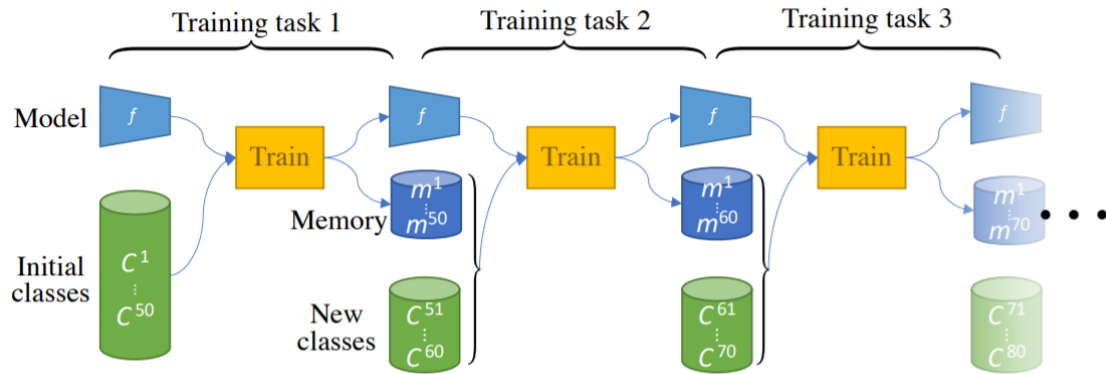 Training task 1
Training task 2
Training task 3
Model
f
Train
f
Train
f
Train
f
Memory
m¹
⋮
m⁵⁰
m¹
⋮
m⁶⁰
m¹
⋮
m⁷⁰
• • •
Initial
classes
C¹
⋮
C⁵⁰
New
classes
C⁵¹
⋮
C⁶⁰
C⁶¹
⋮
C⁷⁰
C⁷¹
⋮
C⁸⁰